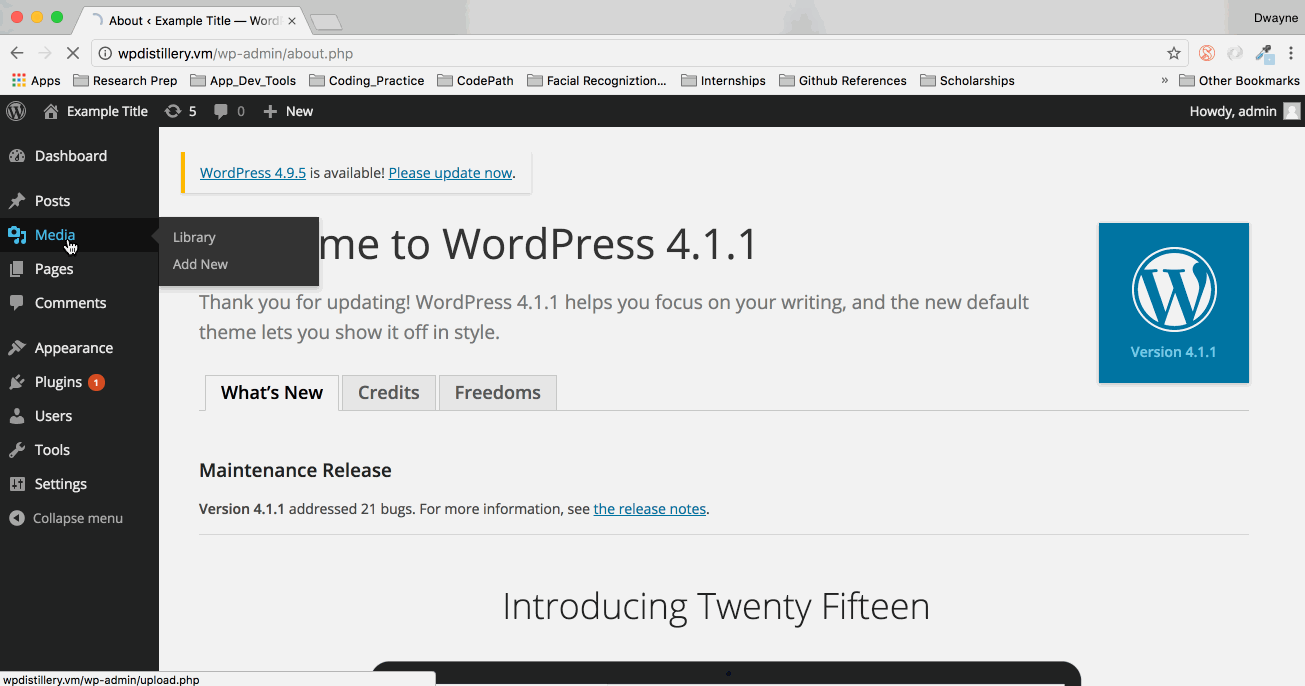 About ‹ Example Title — Word
Dwayne
wpdistillery.vm/wp-admin/about.php
Apps Research Prep App_Dev_Tools Coding_Practice CodePath Facial Recogniztion... Internships Github References Scholarships » Other Bookmarks
Example Title 5 0 + New Howdy, admin
Dashboard
Posts
Media
Pages
Comments
Appearance
Plugins 1
Users
Tools
Settings
Collapse menu
Library
Add New
WordPress 4.9.5 is available! Please update now.
me to WordPress 4.1.1
Thank you for updating! WordPress 4.1.1 helps you focus on your writing, and the new default
theme lets you show it off in style.
Version 4.1.1
What's New Credits Freedoms
Maintenance Release
Version 4.1.1 addressed 21 bugs. For more information, see the release notes.
Introducing Twenty Fifteen
wpdistillery.vm/wp-admin/upload.php